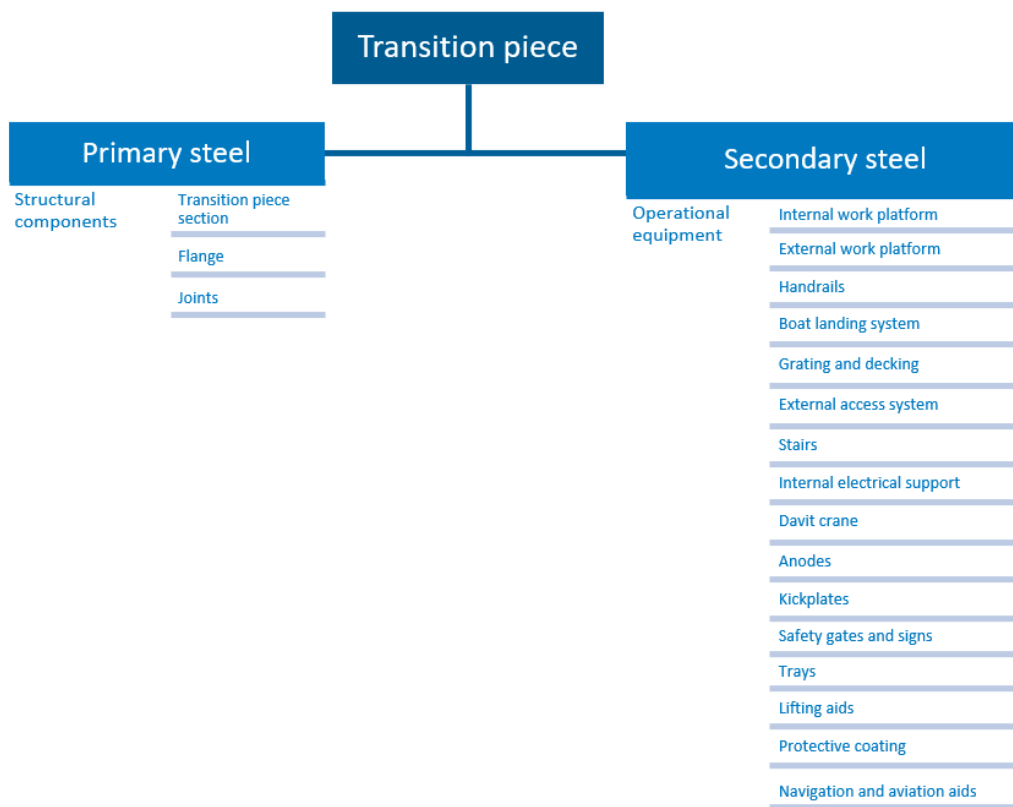 Transition piece
Primary steel
Structural
components
Transition piece
section
Flange
Joints
Secondary steel
Operational
equipment
Internal work platform
External work platform
Handrails
Boat landing system
Grating and decking
External access system
Stairs
Internal electrical support
Davit crane
Anodes
Kickplates
Safety gates and signs
Trays
Lifting aids
Protective coating
Navigation and aviation aids